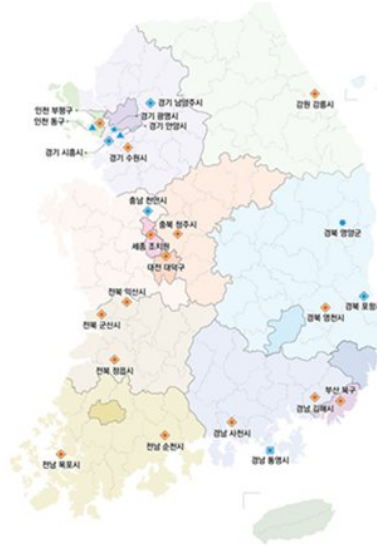 경기 남양주시
강원 강릉시
인천 부평구
인천 동구
경기 광명시
경기 안양시
경기 시흥시
경기 수원시
충남 천안시
충북 청주시
세종 조치원
대전 대덕구
경북 영양군
전북 익산시
전북 군산시
경북 영천시
경북 포항
전북 정읍시
부산 북구
경남 김해시
경남 사천시
전남 순천시
전남 목포시
경남 통영시